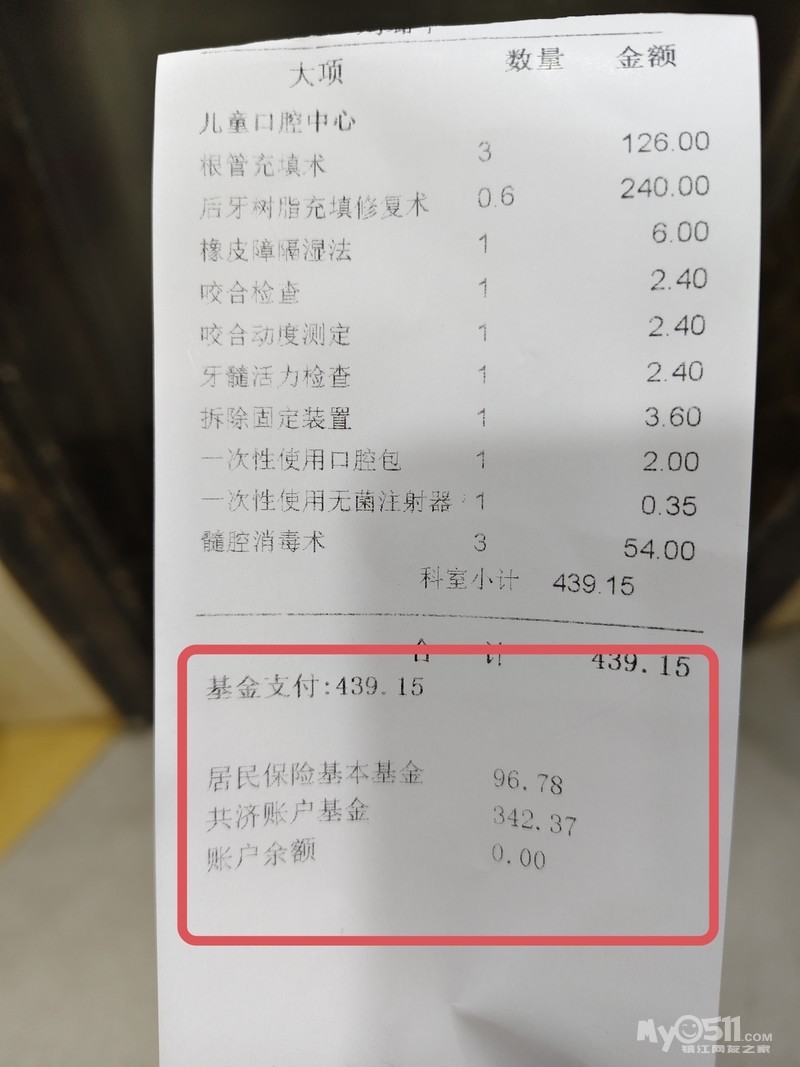 大项 数量 金额
儿童口腔中心
根管充填术 3 126.00
后牙树脂充填修复术 0.6 240.00
橡皮障隔湿法 1 6.00
咬合检查 1 2.40
咬合动度测定 1 2.40
牙髓活力检查 1 2.40
拆除固定装置 1 3.60
一次性使用口腔包 1 2.00
一次性使用无菌注射器 1 0.35
髓腔消毒术 3 54.00
科室小计 439.15
合 计 439.15
基金支付:439.15
居民保险基本基金 96.78
共济账户基金 342.37
账户余额 0.00
My0511.COM
镇江网友之家